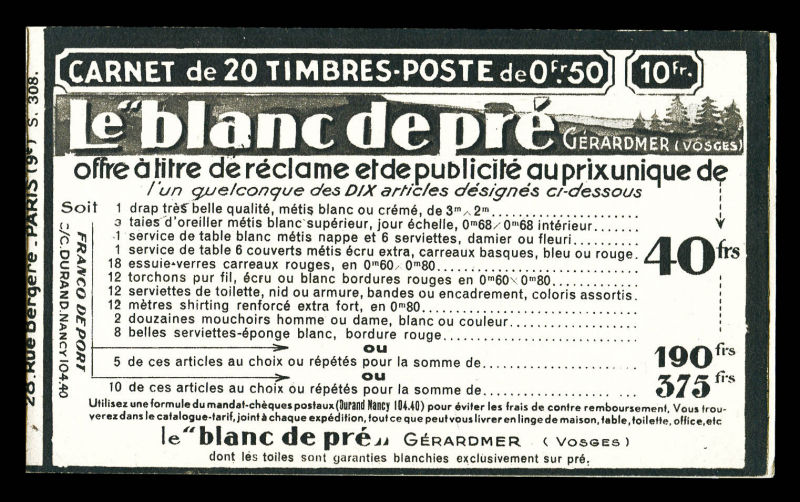 CARNET de 20 TIMBRES-POSTE de 0Fr.50 10Fr.
Le "blanc de pré
GÉRARDMER (VOSGES)
offre à titre de réclame et de publicité au prix unique de
l'un quelconque des DIX articles désignés ci-dessous
Soit 1 drap très belle qualité, métis blanc ou crémé, de 3m × 2m
3 taies d'oreiller métis blanc supérieur, jour échelle, 0m68 / 0m68 intérieur
1 service de table blanc métis nappe et 6 serviettes, damier ou fleuri
1 service de table 6 couverts métis écru extra, carreaux basques, bleu ou rouge.
18 essuie-verres carreaux rouges, en 0m60 × 0m80
12 torchons pur fil, écru ou blanc bordures rouges en 0m60 × 0m80
12 serviettes de toilette, nid ou armure, bandes ou encadrement, coloris assortis.
12 mètres shirting renforcé extra fort, en 0m80
2 douzaines mouchoirs homme ou dame, blanc ou couleur
8 belles serviettes-éponge blanc, bordure rouge
40 frs
ou
5 de ces articles au choix ou répétés pour la somme de 190 frs
ou
10 de ces articles au choix ou répétés pour la somme de 375 frs
Utilisez une formule du mandat-chèques postaux (Durand Nancy 104.40) pour éviter les frais de contre remboursement. Vous trou-
verez dans le catalogue-tarif, joint à chaque expédition, tout ce que peut vous livrer en linge de maison, table, toilette, office, etc
le "blanc de pré„ GÉRARDMER (VOSGES)
dont les toiles sont garanties blanchies exclusivement sur pré.
FRANCO DE PORT
C/C. DURAND. NANCY 104.40
Rue Bergère. PARIS (9e) S. 308.